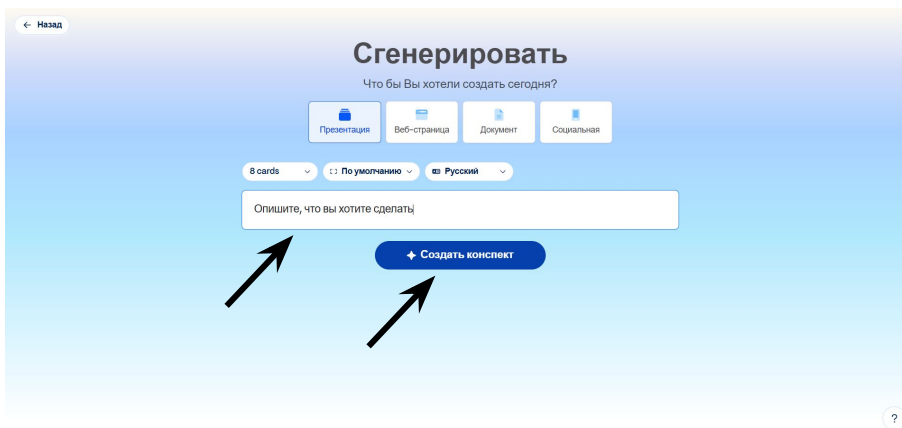 ← Назад
Сгенерировать
Что бы Вы хотели создать сегодня?
Презентация Веб-страница Документ Социальная
8 cards По умолчанию Русский
Опишите, что вы хотите сделать
Создать конспект
?